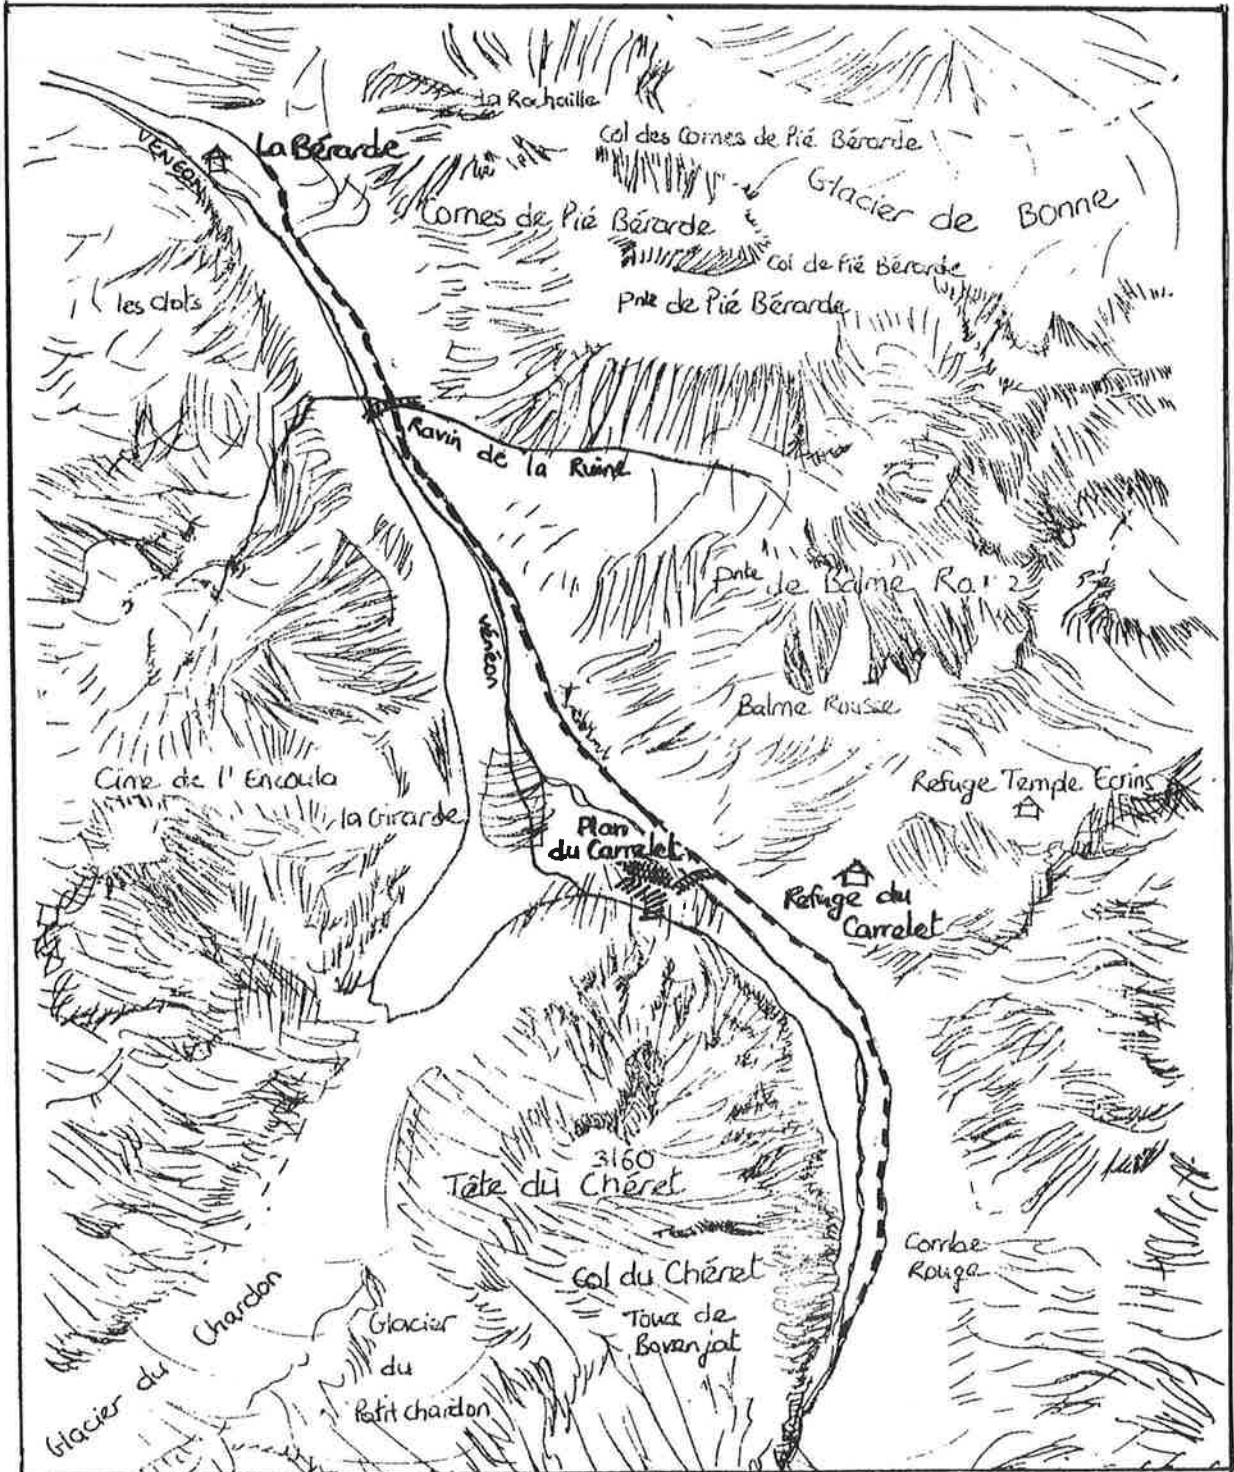 La Rochaille
VENEON
La Bérarde
Col des Cornes de Pié Bérarde
Glacier de Bonne
Cornes de Pié Bérarde
Col de Pié Bérarde
les clots
Pnte de Pié Bérarde
Ravin de la Ruine
Pnte de Balme
vénéon
Balme Rousse
Cime de l'Encoula
la Girarde
Refuge Temple Ecrins
Plan
du Carrelet
Refuge du
Carrelet
3160
Tête du Chéret
Combe
Rouge
Col du Chéret
Glacier du Chardon
Glacier
du
Petit chardon
Tour de